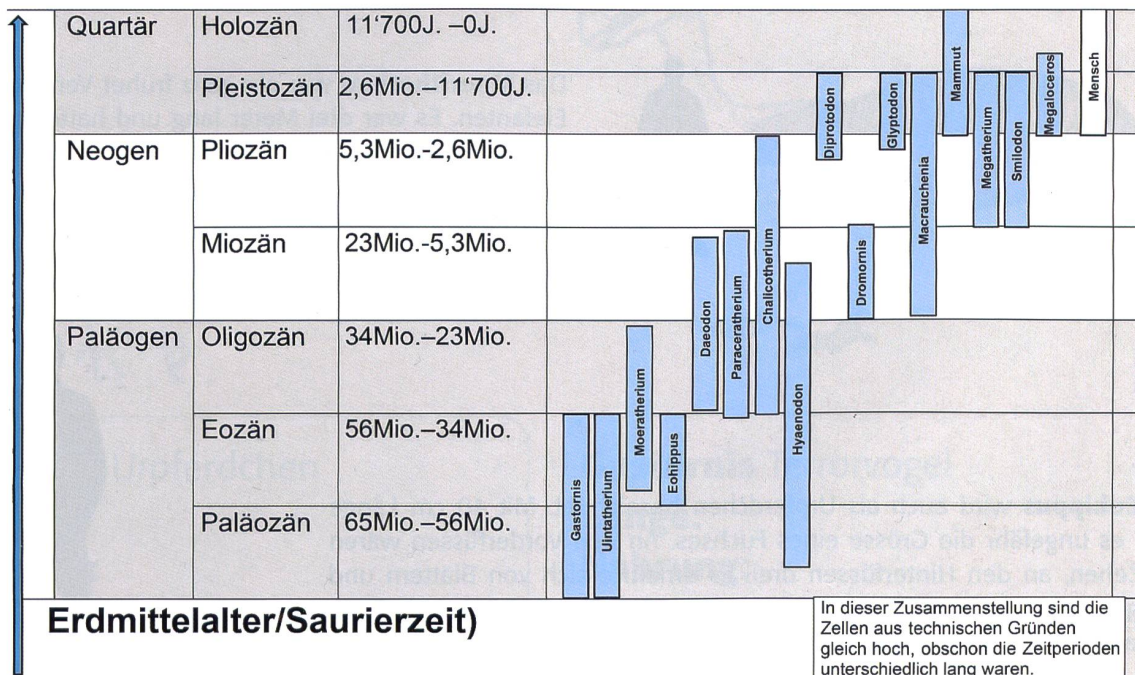 Quartär Holozän 11‘700J. –0J.
Pleistozän 2,6Mio.–11‘700J.
Neogen Pliozän 5,3Mio.-2,6Mio.
Miozän 23Mio.-5,3Mio.
Paläogen Oligozän 34Mio.–23Mio.
Eozän 56Mio.–34Mio.
Paläozän 65Mio.–56Mio.
Gastornis
Uintatherium
Moeratherium
Eohippus
Daeodon
Paraceratherium
Chalicotherium
Hyaenodon
Diprotodon
Dromornis
Glyptodon
Macrauchenia
Mammut
Megatherium
Smilodon
Megaloceros
Mensch
Erdmittelalter/Saurierzeit)
In dieser Zusammenstellung sind die
Zellen aus technischen Gründen
gleich hoch, obschon die Zeitperioden
unterschiedlich lang waren.